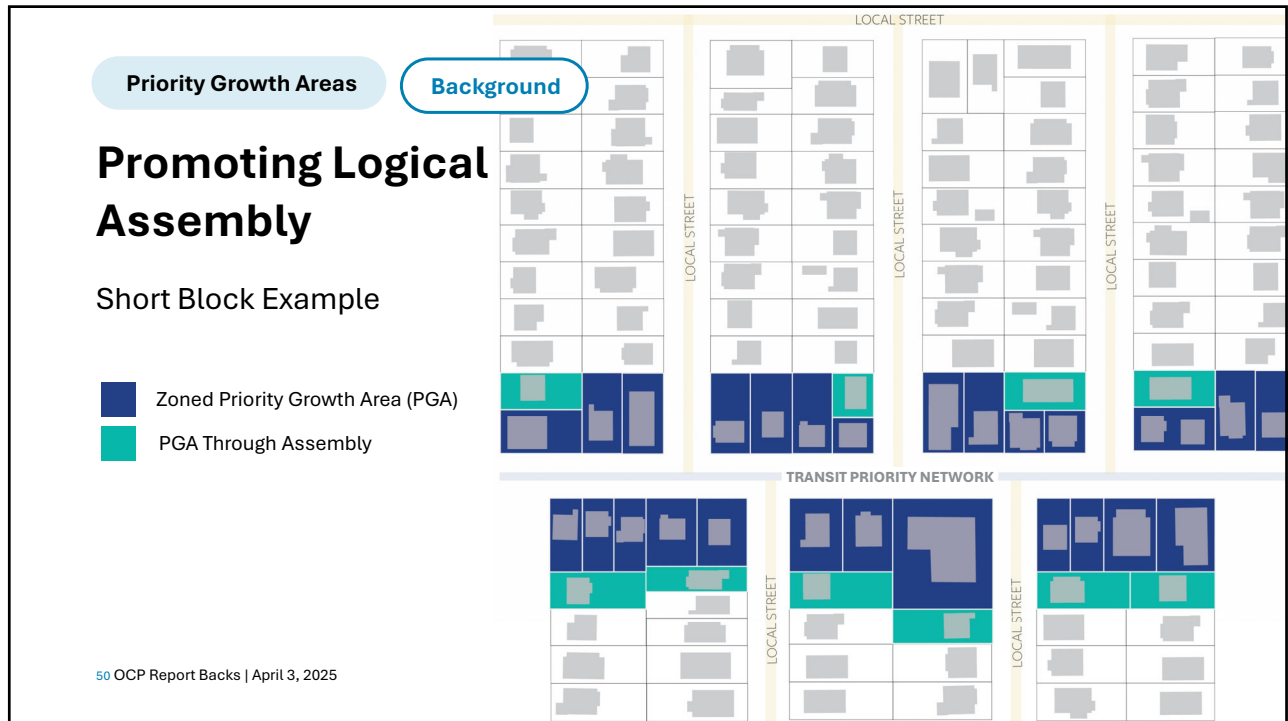 LOCAL STREET
Priority Growth Areas
Background
Promoting Logical
Assembly
Short Block Example
Zoned Priority Growth Area (PGA)
PGA Through Assembly
LOCAL STREET
LOCAL STREET
LOCAL STREET
TRANSIT PRIORITY NETWORK
LOCAL STREET
LOCAL STREET
50 OCP Report Backs | April 3, 2025